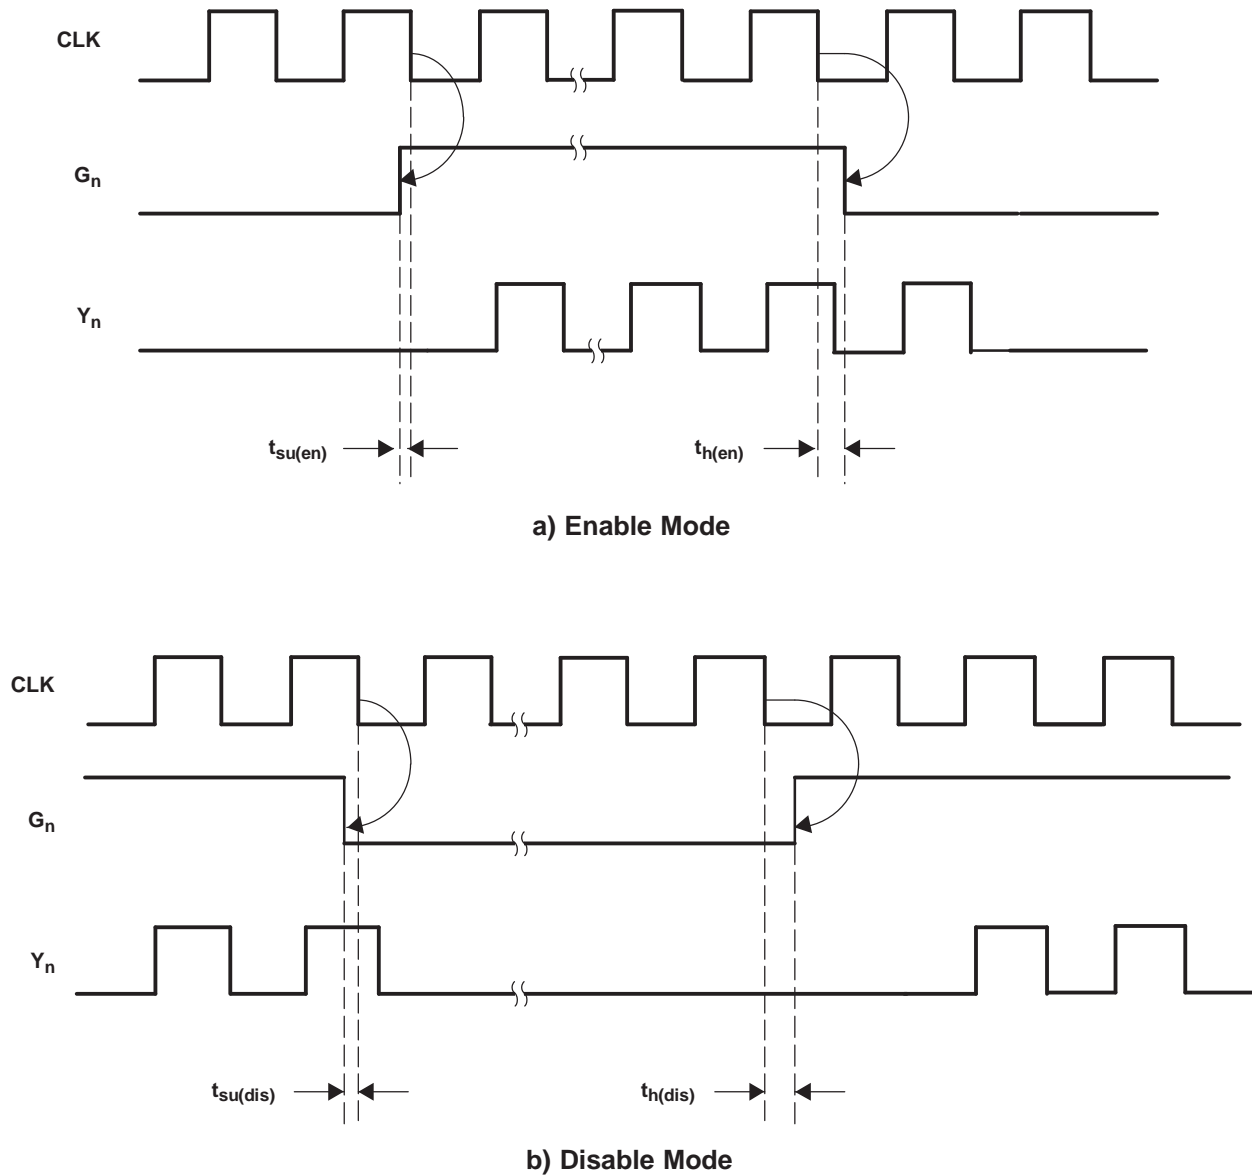 CLK
Gn
Yn
tsu(en)
th(en)
a) Enable Mode
CLK
Gn
Yn
tsu(dis)
th(dis)
b) Disable Mode